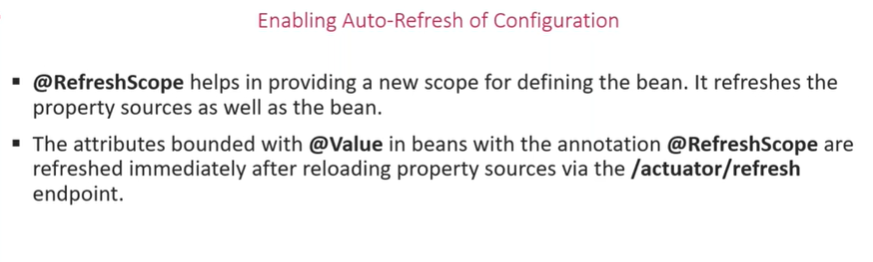 Enabling Auto-Refresh of Configuration
▪ @RefreshScope helps in providing a new scope for defining the bean. It refreshes the
property sources as well as the bean.
▪ The attributes bounded with @Value in beans with the annotation @RefreshScope are
refreshed immediately after reloading property sources via the /actuator/refresh
endpoint.